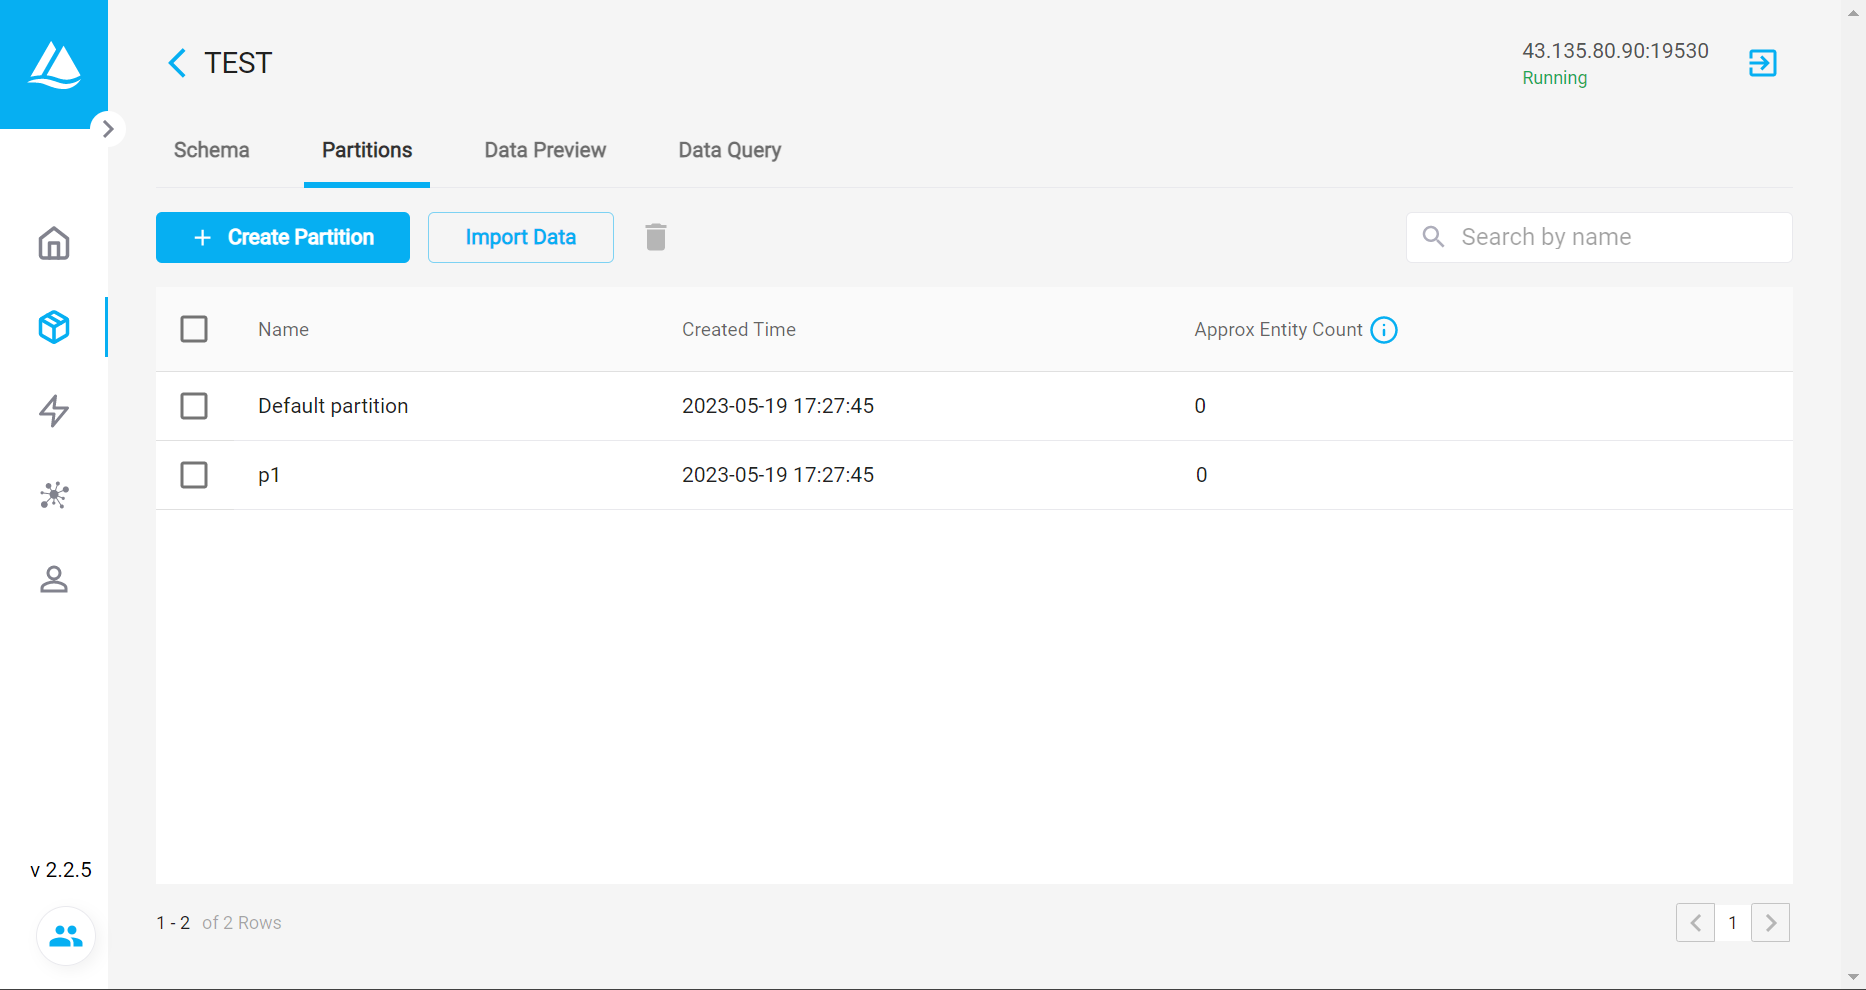 TEST
43.135.80.90:19530
Running
Schema Partitions Data Preview Data Query
Create Partition Import Data Search by name
Name Created Time Approx Entity Count
Default partition 2023-05-19 17:27:45 0
p1 2023-05-19 17:27:45 0
v 2.2.5
1 - 2 of 2 Rows 1